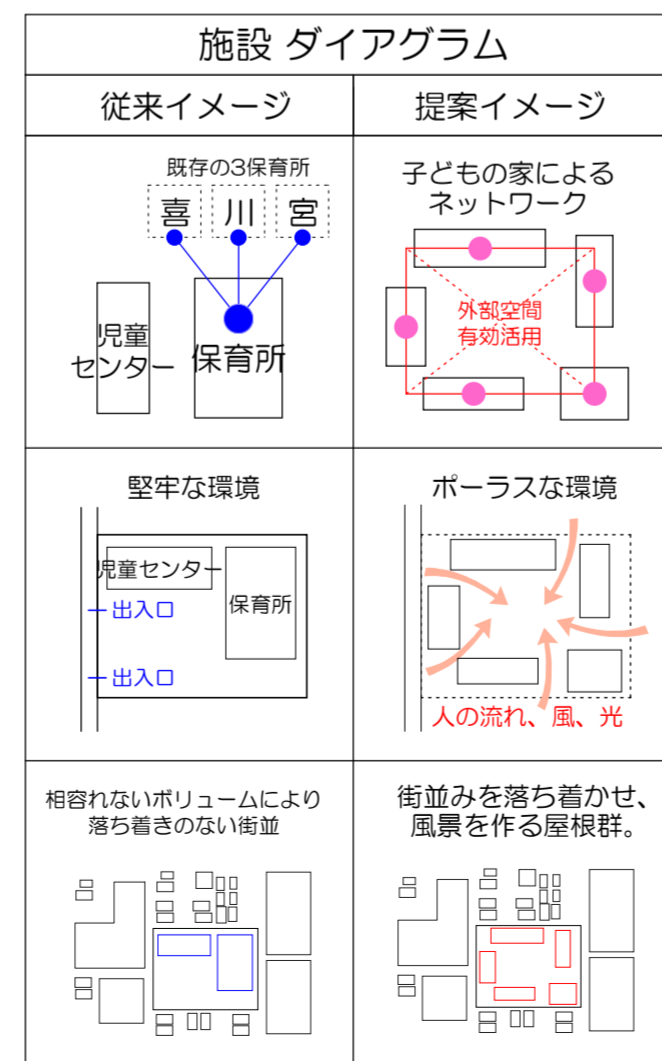 施設 ダイアグラム
従来イメージ
提案イメージ
既存の3保育所
喜 川 宮
児童
センター
保育所
子どもの家による
ネットワーク
外部空間
有効活用
堅牢な環境
児童センター
保育所
出入口
出入口
ポーラスな環境
人の流れ、風、光
相容れないボリュームにより
落ち着きのない街並
街並みを落ち着かせ、
風景を作る屋根群。